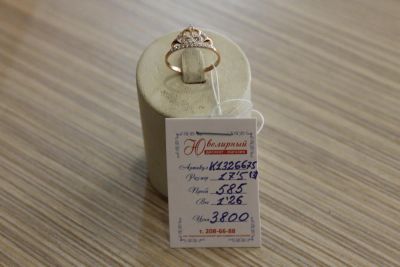 Ювелирный
Артикул К1326675
Размер 17'5
Проба 585
Вес 1'26
Цена 3800
т. 208-66-88